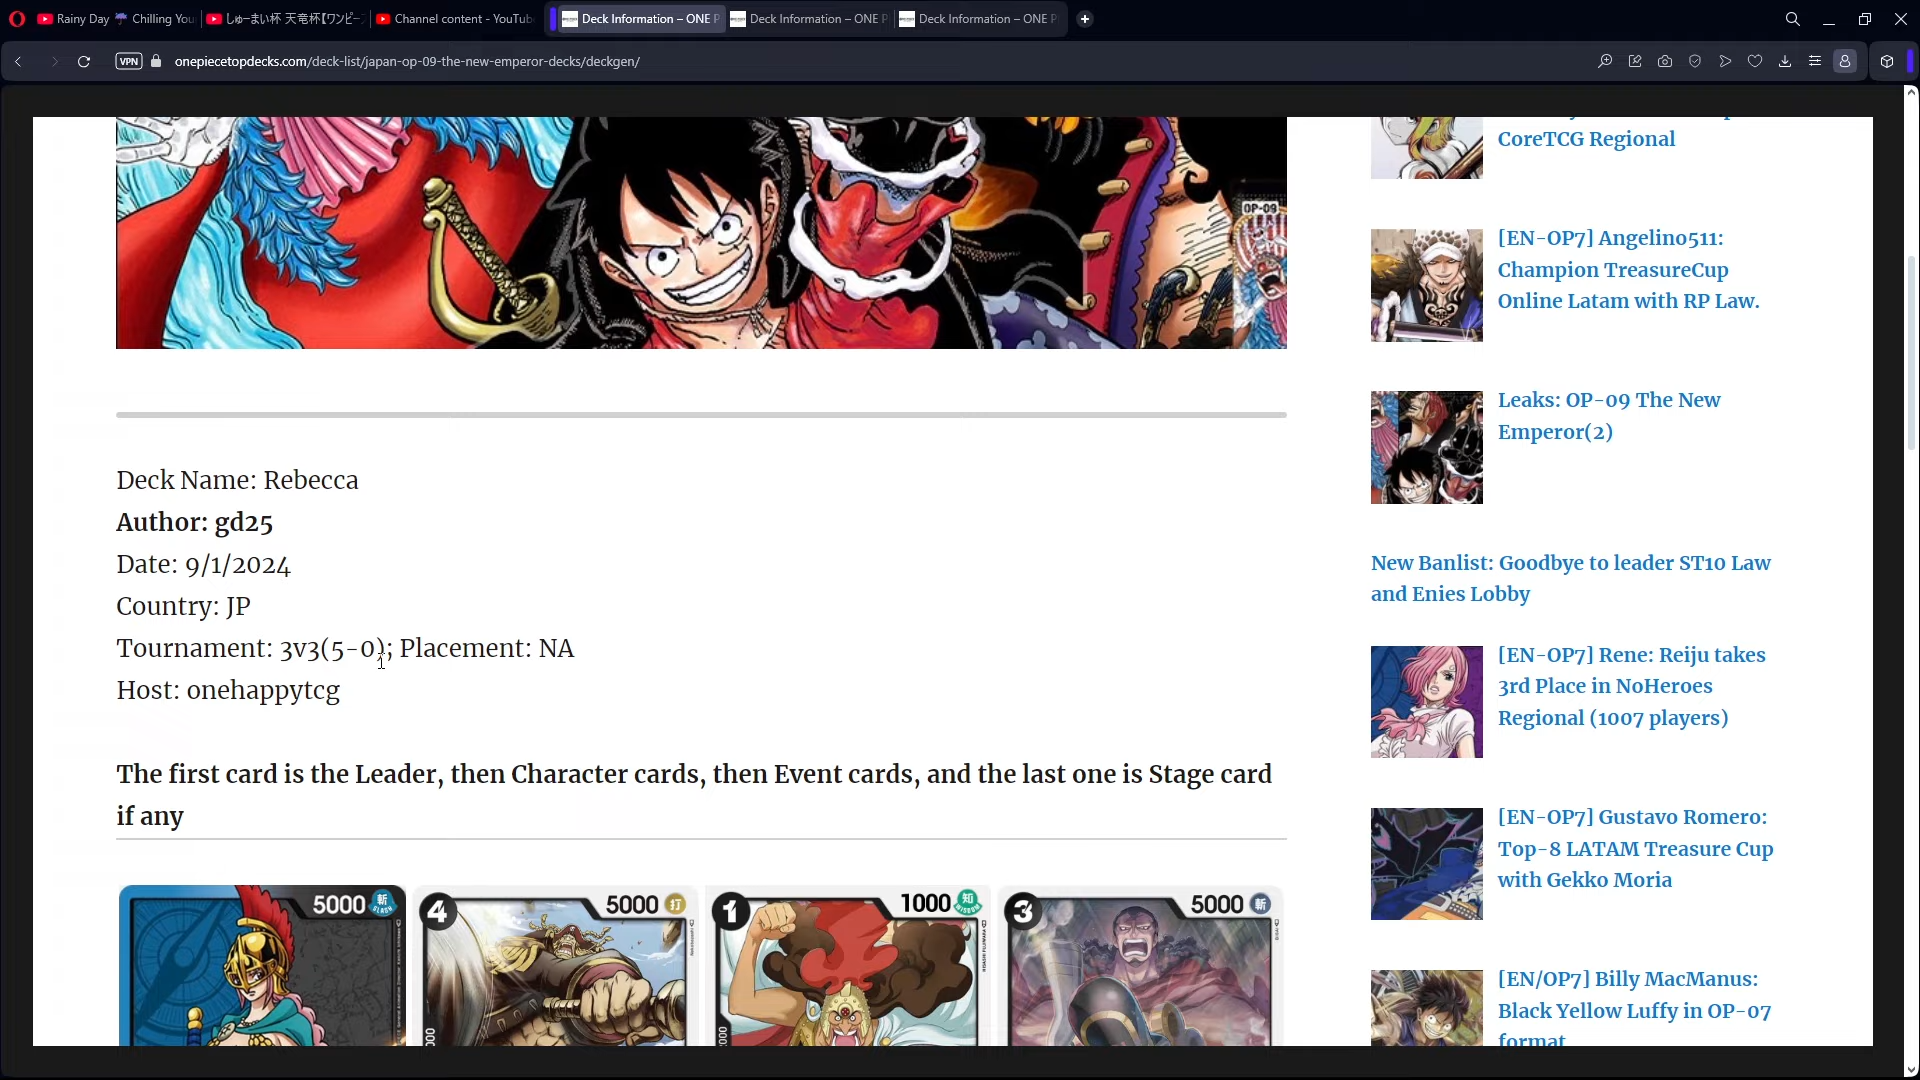 Rainy Day ☔ Chilling You
しゅーまい杯 天竜杯【ワンピー
Channel content - YouTub
Deck Information – ONE P
Deck Information – ONE P
Deck Information – ONE P
VPN
onepiecetopdecks.com/deck-list/japan-op-09-the-new-emperor-decks/deckgen/
OP-09
Deck Name: Rebecca
Author: gd25
Date: 9/1/2024
Country: JP
Tournament: 3v3(5-0); Placement: NA
Host: onehappytcg
The first card is the Leader, then Character cards, then Event cards, and the last one is Stage card
if any
5000 斬 SLASH
4 5000 打
1 1000 知 WISDOM
3 5000 斬
CoreTCG Regional
[EN-OP7] Angelino511:
Champion TreasureCup
Online Latam with RP Law.
Leaks: OP-09 The New
Emperor(2)
New Banlist: Goodbye to leader ST10 Law
and Enies Lobby
[EN-OP7] Rene: Reiju takes
3rd Place in NoHeroes
Regional (1007 players)
[EN-OP7] Gustavo Romero:
Top-8 LATAM Treasure Cup
with Gekko Moria
[EN/OP7] Billy MacManus:
Black Yellow Luffy in OP-07
format